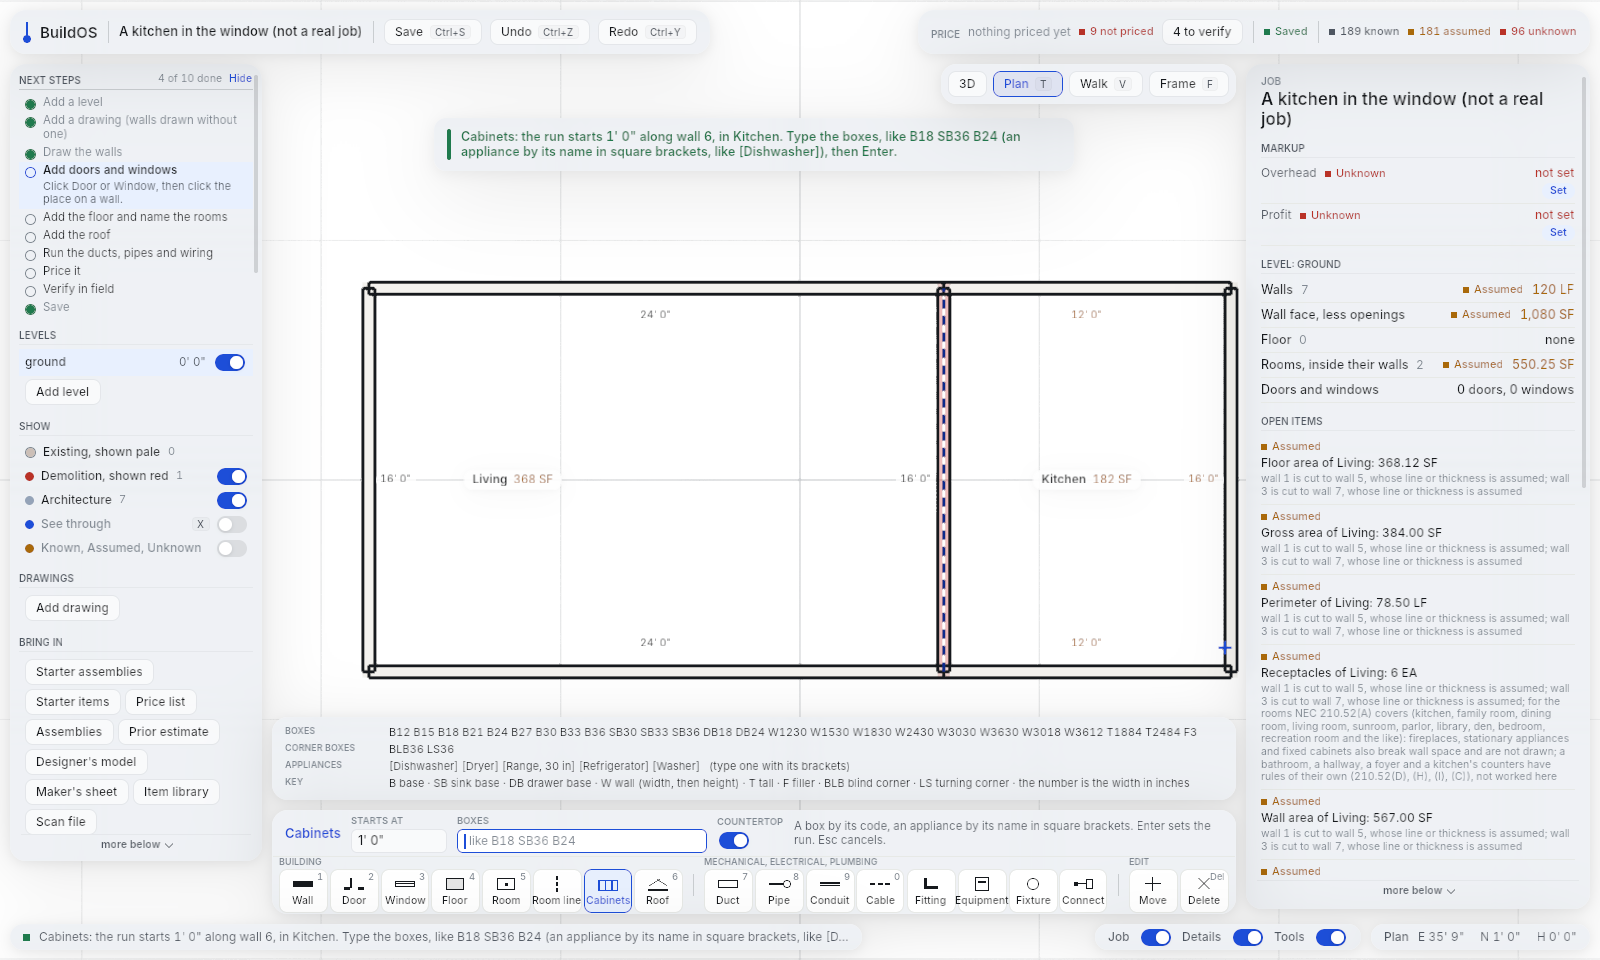 BuildOS
A kitchen in the window (not a real job)
Save Ctrl+S
Undo Ctrl+Z
Redo Ctrl+Y
PRICE nothing priced yet 9 not priced 4 to verify Saved 189 known 181 assumed 96 unknown
3D
Plan T
Walk V
Frame F
NEXT STEPS 4 of 10 done Hide
Add a level
Add a drawing (walls drawn without
one)
Draw the walls
Add doors and windows
Click Door or Window, then click the
place on a wall.
Add the floor and name the rooms
Add the roof
Run the ducts, pipes and wiring
Price it
Verify in field
Save
LEVELS
ground 0' 0"
Add level
SHOW
Existing, shown pale 0
Demolition, shown red 1
Architecture 7
See through X
Known, Assumed, Unknown
DRAWINGS
Add drawing
BRING IN
Starter assemblies
Starter items Price list
Assemblies Prior estimate
Designer's model
Maker's sheet Item library
Scan file
more below
Cabinets: the run starts 1' 0" along wall 6, in Kitchen. Type the boxes, like B18 SB36 B24 (an
appliance by its name in square brackets, like [Dishwasher]), then Enter.
24' 0" 12' 0"
16' 0" Living 368 SF 16' 0" Kitchen 182 SF 16' 0"
24' 0" 12' 0"
BOXES B12 B15 B18 B21 B24 B27 B30 B33 B36 SB30 SB33 SB36 DB18 DB24 W1230 W1530 W1830 W2430 W3030 W3630 W3018 W3612 T1884 T2484 F3
CORNER BOXES BLB36 LS36
APPLIANCES [Dishwasher] [Dryer] [Range, 30 in] [Refrigerator] [Washer] (type one with its brackets)
KEY B base · SB sink base · DB drawer base · W wall (width, then height) · T tall · F filler · BLB blind corner · LS turning corner · the number is the width in inches
Cabinets
STARTS AT
1' 0"
BOXES
like B18 SB36 B24
COUNTERTOP
A box by its code, an appliance by its name in square brackets. Enter sets the
run. Esc cancels.
BUILDING
Wall 1
Door 2
Window 3
Floor 4
Room 5
Room line
Cabinets
Roof 6
MECHANICAL, ELECTRICAL, PLUMBING
Duct 7
Pipe 8
Conduit 9
Cable 0
Fitting
Equipment
Fixture
Connect
EDIT
Move
Delete Del
JOB
A kitchen in the window (not a real
job)
MARKUP
Overhead Unknown not set
Set
Profit Unknown not set
Set
LEVEL: GROUND
Walls 7 Assumed 120 LF
Wall face, less openings Assumed 1,080 SF
Floor 0 none
Rooms, inside their walls 2 Assumed 550.25 SF
Doors and windows 0 doors, 0 windows
OPEN ITEMS
Assumed
Floor area of Living: 368.12 SF
wall 1 is cut to wall 5, whose line or thickness is assumed; wall
3 is cut to wall 7, whose line or thickness is assumed
Assumed
Gross area of Living: 384.00 SF
wall 1 is cut to wall 5, whose line or thickness is assumed; wall
3 is cut to wall 7, whose line or thickness is assumed
Assumed
Perimeter of Living: 78.50 LF
wall 1 is cut to wall 5, whose line or thickness is assumed; wall
3 is cut to wall 7, whose line or thickness is assumed
Assumed
Receptacles of Living: 6 EA
wall 1 is cut to wall 5, whose line or thickness is assumed; wall
3 is cut to wall 7, whose line or thickness is assumed; for the
rooms NEC 210.52(A) covers (kitchen, family room, dining
room, living room, sunroom, parlor, library, den, bedroom,
recreation room and the like): fireplaces, stationary appliances
and fixed cabinets also break wall space and are not drawn; a
bathroom, a hallway, a foyer and a kitchen's counters have
rules of their own (210.52(D), (H), (I), (C)), not worked here
Assumed
Wall area of Living: 567.00 SF
wall 1 is cut to wall 5, whose line or thickness is assumed; wall
3 is cut to wall 7, whose line or thickness is assumed
Assumed
more below
Cabinets: the run starts 1' 0" along wall 6, in Kitchen. Type the boxes, like B18 SB36 B24 (an appliance by its name in square brackets, like [D...
Job Details Tools
Plan E 35' 9" N 1' 0" H 0' 0"